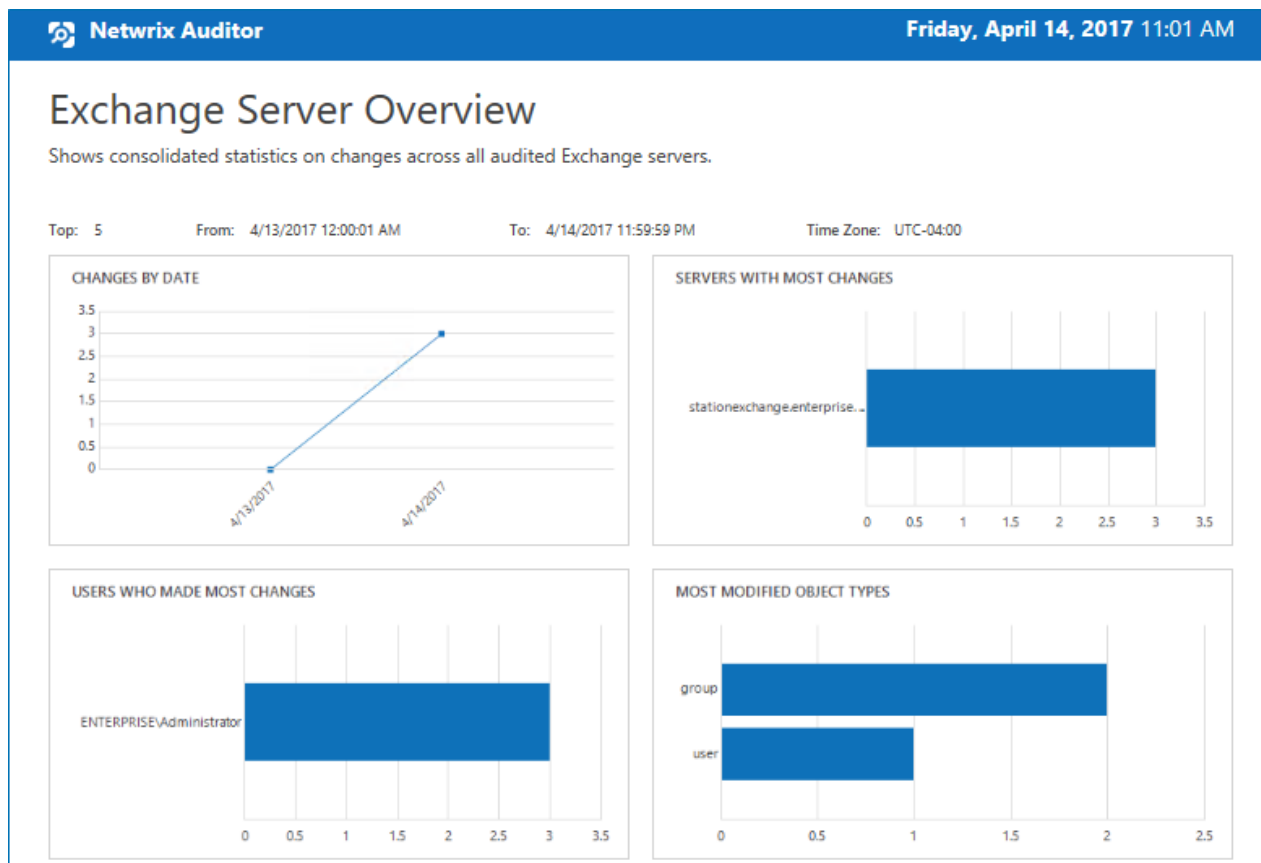 Netwrix Auditor
Friday, April 14, 2017 11:01 AM
Exchange Server Overview
Shows consolidated statistics on changes across all audited Exchange servers.
Top: 5 From: 4/13/2017 12:00:01 AM To: 4/14/2017 11:59:59 PM Time Zone: UTC-04:00
CHANGES BY DATE
3.5
3
2.5
2
1.5
1
0.5
0
4/13/2017 4/14/2017
SERVERS WITH MOST CHANGES
stationexchange.enterprise...
0 0.5 1 1.5 2 2.5 3 3.5
USERS WHO MADE MOST CHANGES
ENTERPRISE\Administrator
0 0.5 1 1.5 2 2.5 3 3.5
MOST MODIFIED OBJECT TYPES
group
user
0 0.5 1 1.5 2 2.5